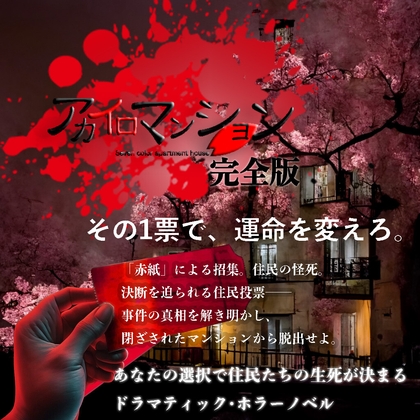 アカイロマンション
完全版
その1票で、運命を変えろ。
「赤紙」による招集。住民の怪死。
決断を迫られる住民投票
事件の真相を解き明かし、
閉ざされたマンションから脱出せよ。
あなたの選択で住民たちの生死が決まる
ドラマティック・ホラーノベル